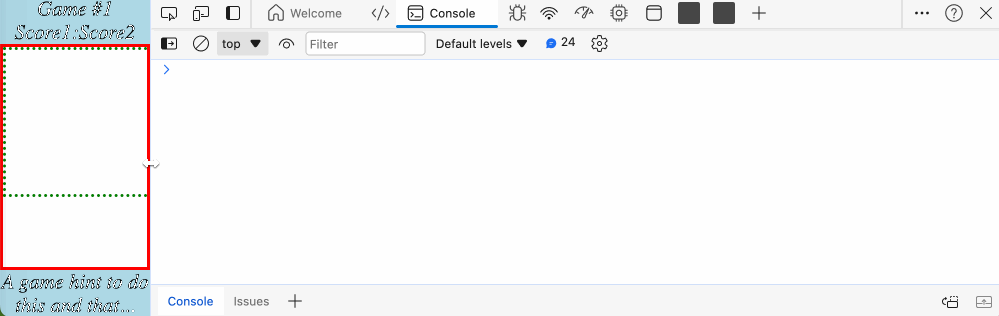 Game #1
Score1:Score2
A game hint to do
this and that...
Welcome
Console
top
Filter
Default levels
24
Console
Issues